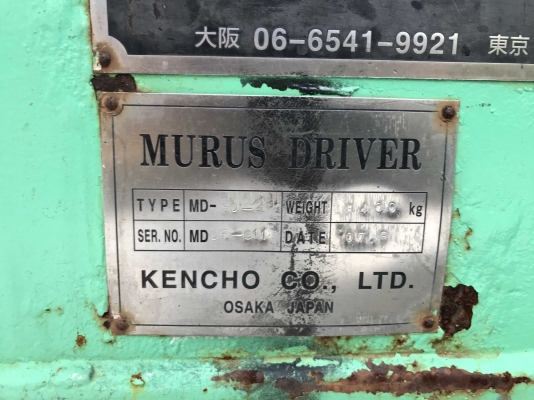 大阪 06-6541-9921 東京
MURUS DRIVER
TYPE MD- WEIGHT kg
SER. NO. MD DATE
KENCHO CO., LTD.
OSAKA JAPAN